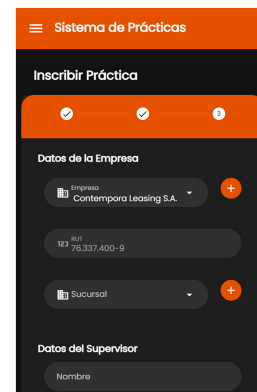 Sistema de Prácticas
Inscribir Práctica
3
Datos de la Empresa
Empresa
Contempora Leasing S.A.
123 RUT
76.337.400-9
Sucursal
Datos del Supervisor
Nombre